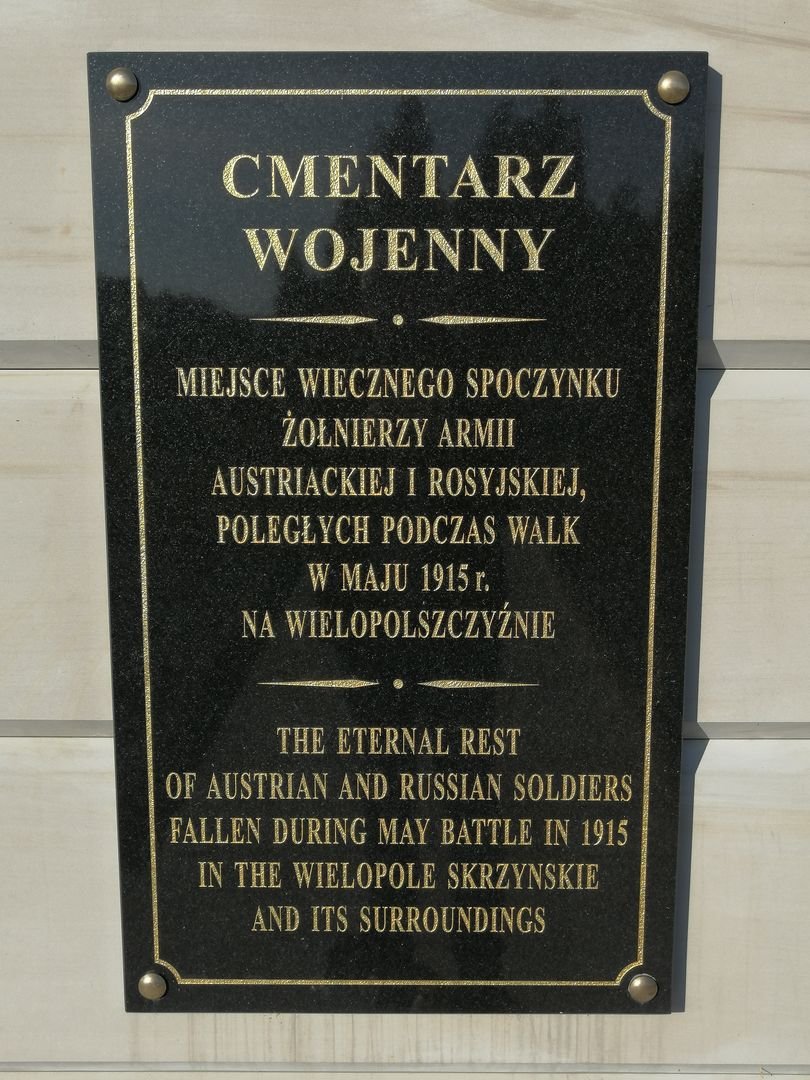 CMENTARZ
WOJENNY
MIEJSCE WIECZNEGO SPOCZYNKU
ŻOŁNIERZY ARMII
AUSTRIACKIEJ I ROSYJSKIEJ,
POLEGŁYCH PODCZAS WALK
W MAJU 1915 r.
NA WIELOPOLSZCZYŹNIE
THE ETERNAL REST
OF AUSTRIAN AND RUSSIAN SOLDIERS
FALLEN DURING MAY BATTLE IN 1915
IN THE WIELOPOLE SKRZYNSKIE
AND ITS SURROUNDINGS